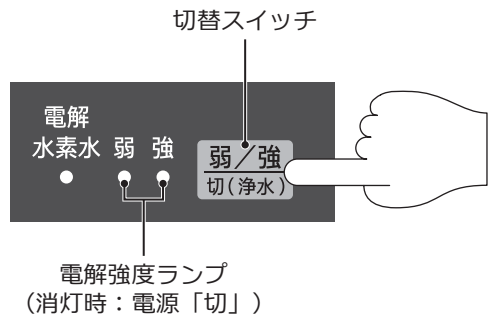 切替スイッチ
電解
水素水 弱 強
弱／強
切(浄水)
電解強度ランプ
（消灯時：電源「切」）